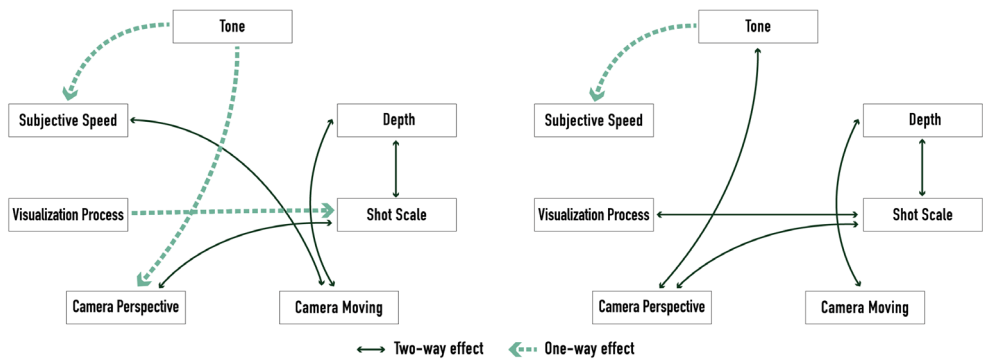 Tone
Subjective Speed
Depth
Visualization Process
Shot Scale
Camera Perspective
Camera Moving
Tone
Subjective Speed
Depth
Visualization Process
Shot Scale
Camera Perspective
Camera Moving
Two-way effect
One-way effect